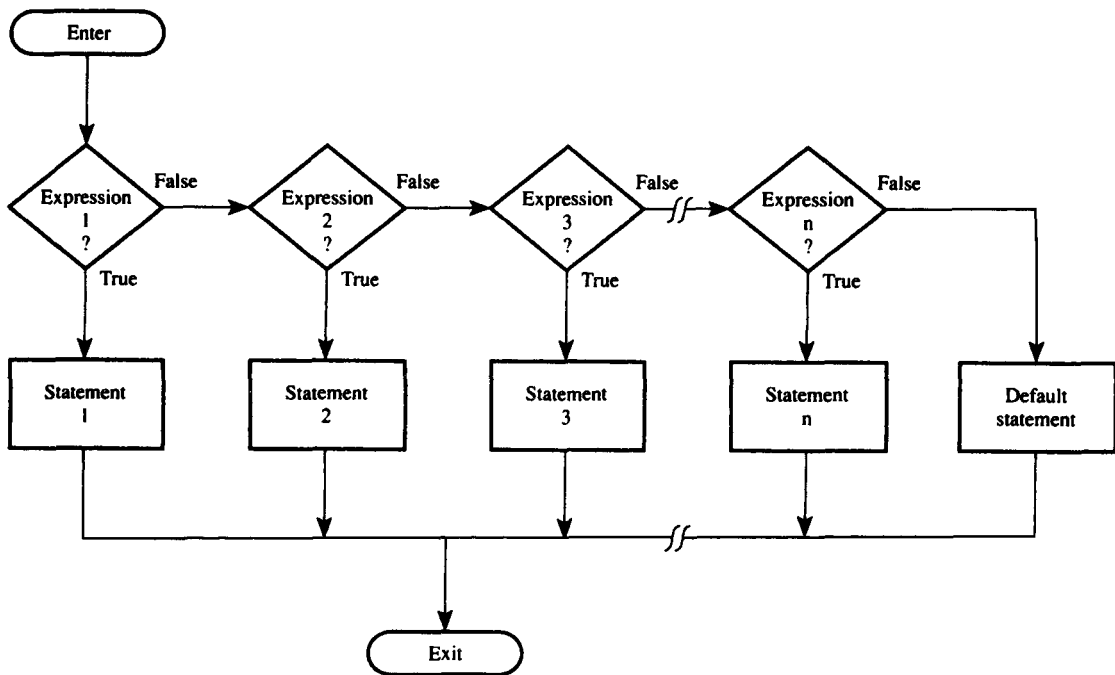 Enter
False
False
False
False
Expression
1
?
Expression
2
?
Expression
3
?
Expression
n
?
True
True
True
True
Statement
1
Statement
2
Statement
3
Statement
n
Default
statement
Exit